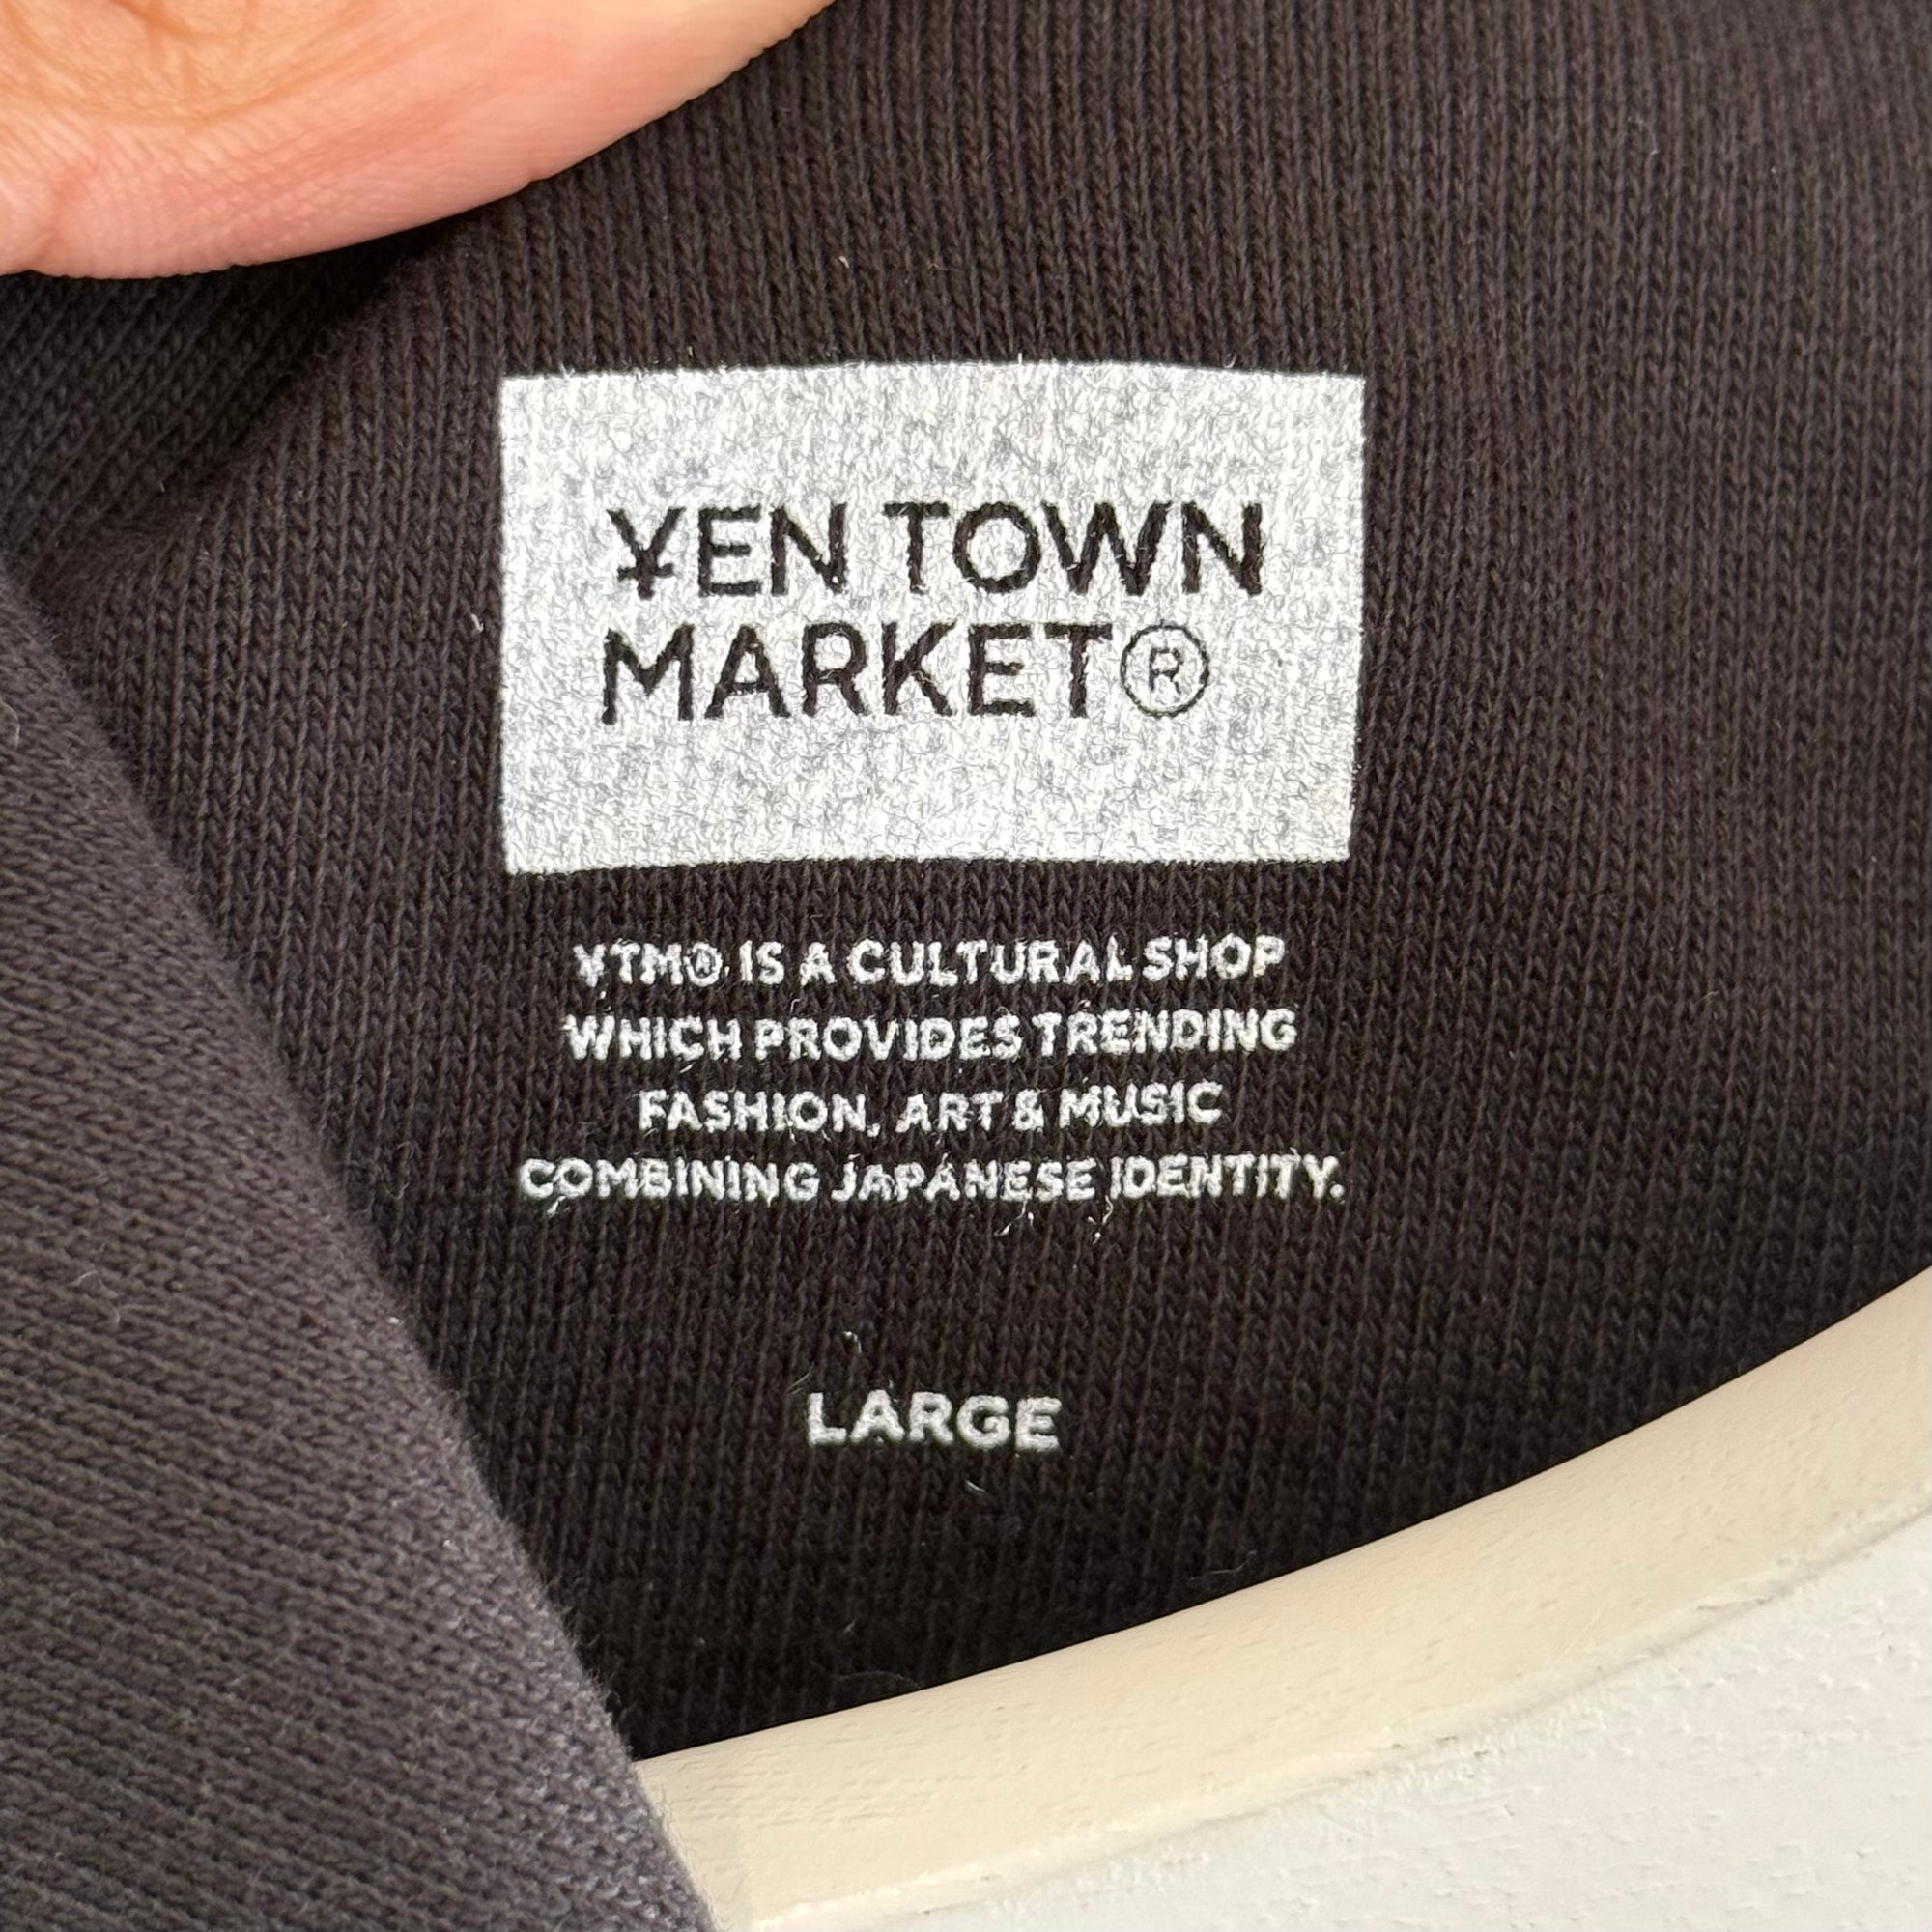 ¥EN TOWN
MARKET®
¥TM® IS A CULTURAL SHOP
WHICH PROVIDES TRENDING
FASHION, ART & MUSIC
COMBINING JAPANESE IDENTITY.
LARGE